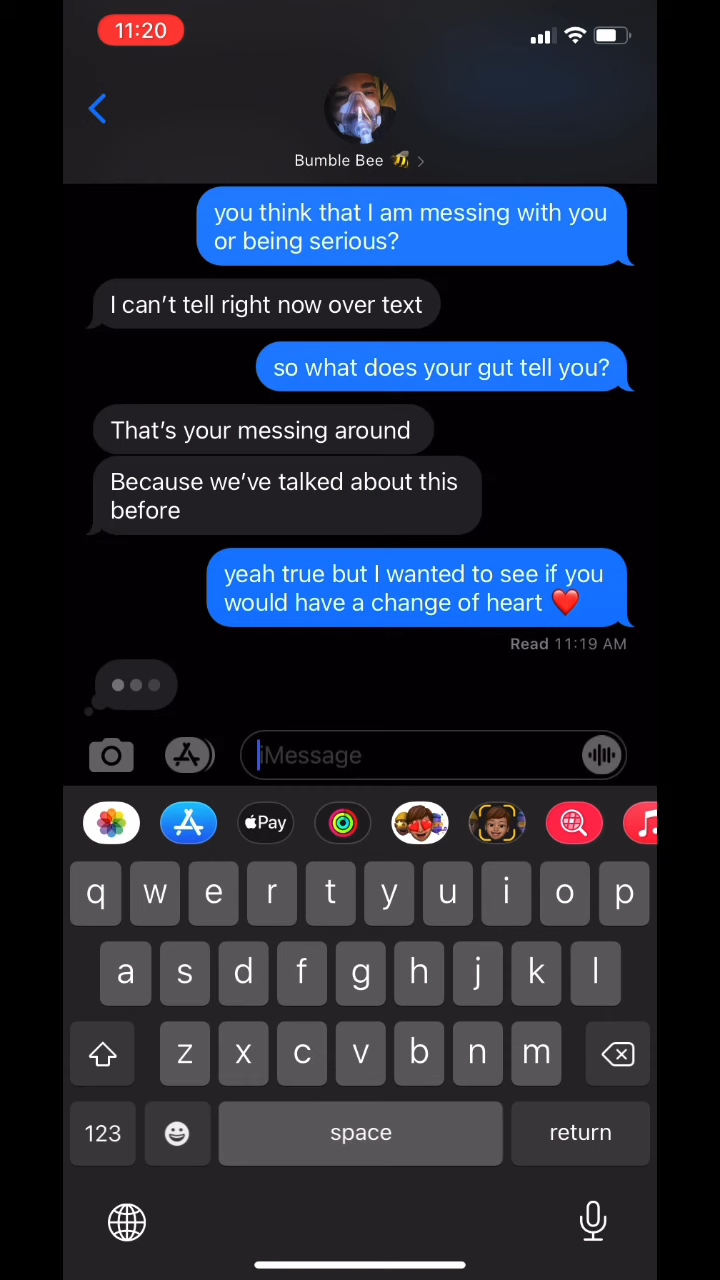 11:20
Bumble Bee 🐝 >
you think that I am messing with you
or being serious?
I can't tell right now over text
so what does your gut tell you?
That's your messing around
Because we've talked about this
before
yeah true but I wanted to see if you
would have a change of heart ❤️
Read 11:19 AM
iMessage
Pay
q w e r t y u i o p
a s d f g h j k l
z x c v b n m
123 space return